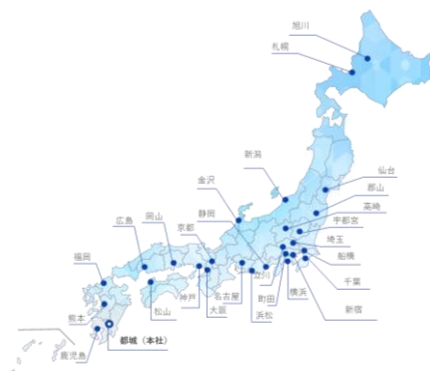 旭川
札幌
新潟
仙台
金沢
郡山
静岡
高崎
岡山
京都
宇都宮
広島
埼玉
福岡
船橋
立川
千葉
神戸
名古屋
町田
横浜
熊本
松山
大阪
浜松
新宿
都城（本社）
鹿児島